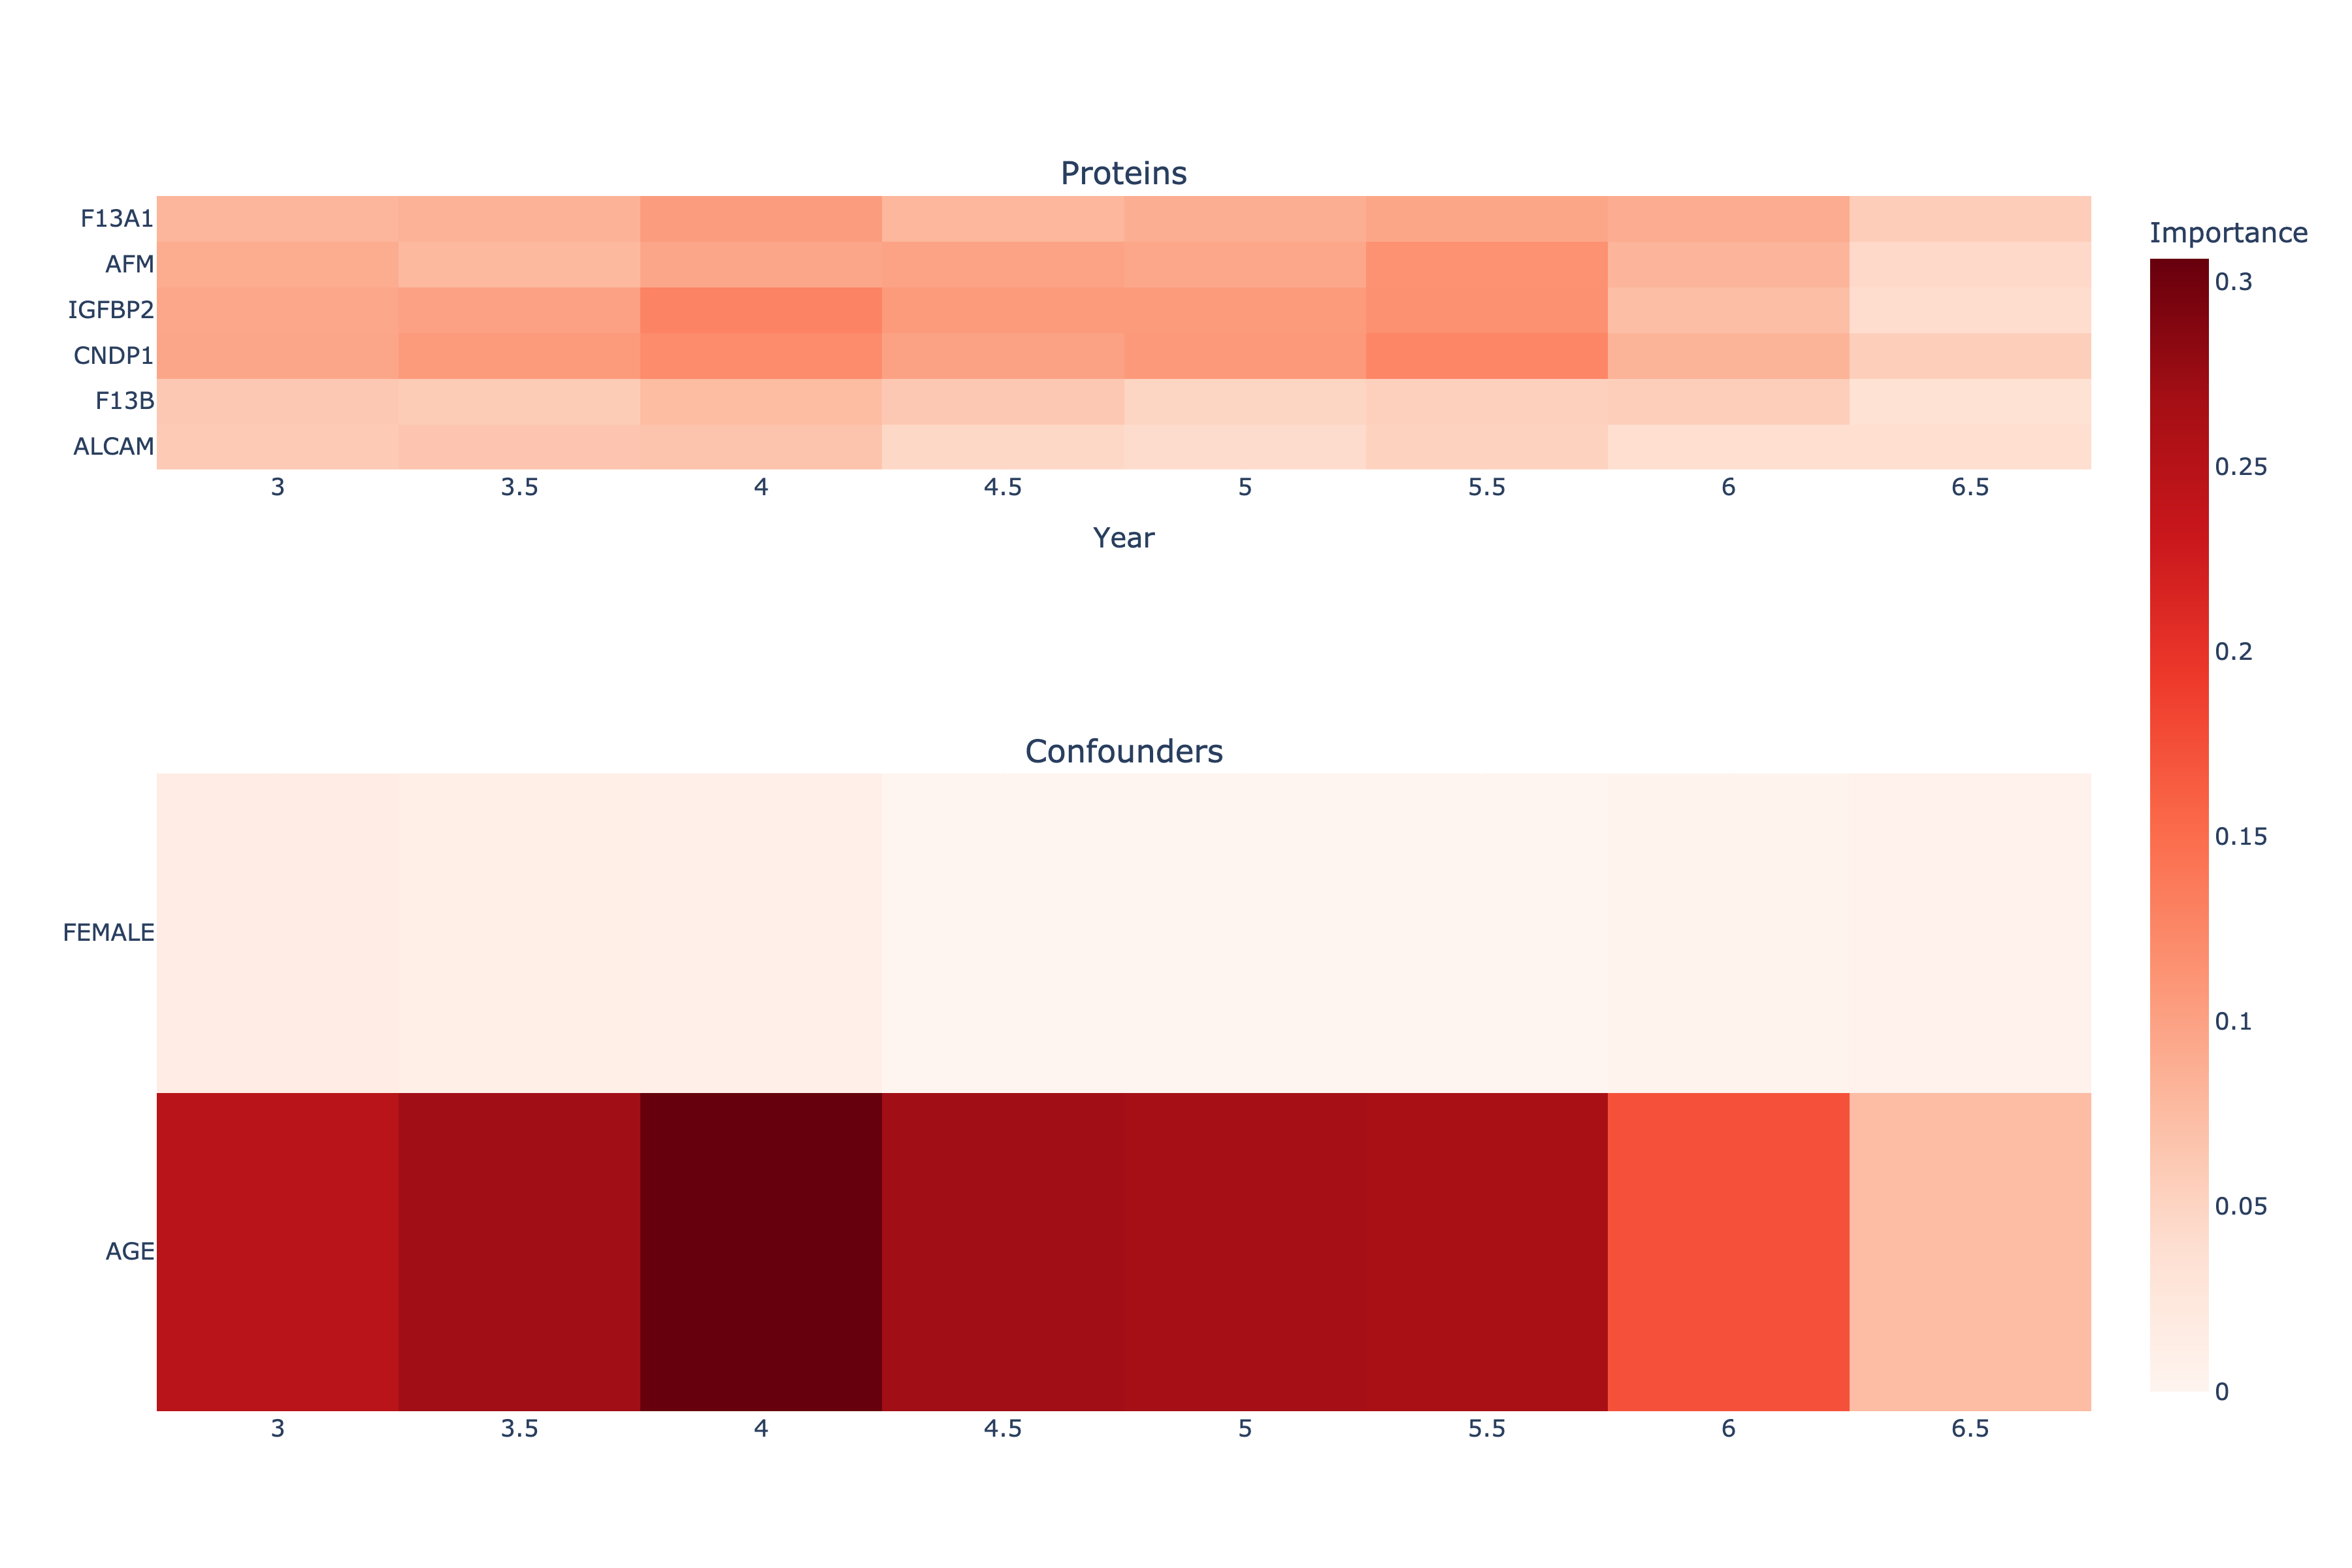 Proteins
F13A1
AFM
IGFBP2
CNDP1
F13B
ALCAM
3 3.5 4 4.5 5 5.5 6 6.5
Year
Importance
0.3
0.25
0.2
0.15
0.1
0.05
0
Confounders
FEMALE
AGE
3 3.5 4 4.5 5 5.5 6 6.5